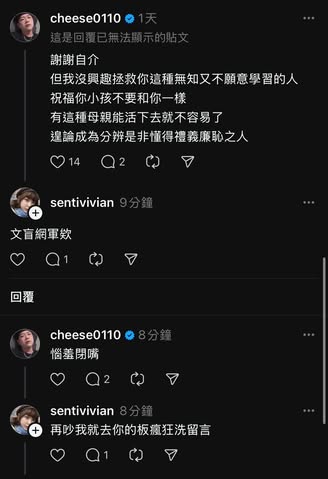 cheese0110 1天
這是回覆已無法顯示的貼文
謝謝自介
但我沒興趣拯救你這種無知又不願意學習的人
祝福你小孩不要和你一樣
有這種母親能活下去就不容易了
遑論成為分辨是非懂得禮義廉恥之人
14 2
sentivivian 9分鐘
文盲網軍欸
1
回覆
cheese0110 8分鐘
惱羞閉嘴
2
sentivivian 8分鐘
再吵我就去你的板瘋狂洗留言
1